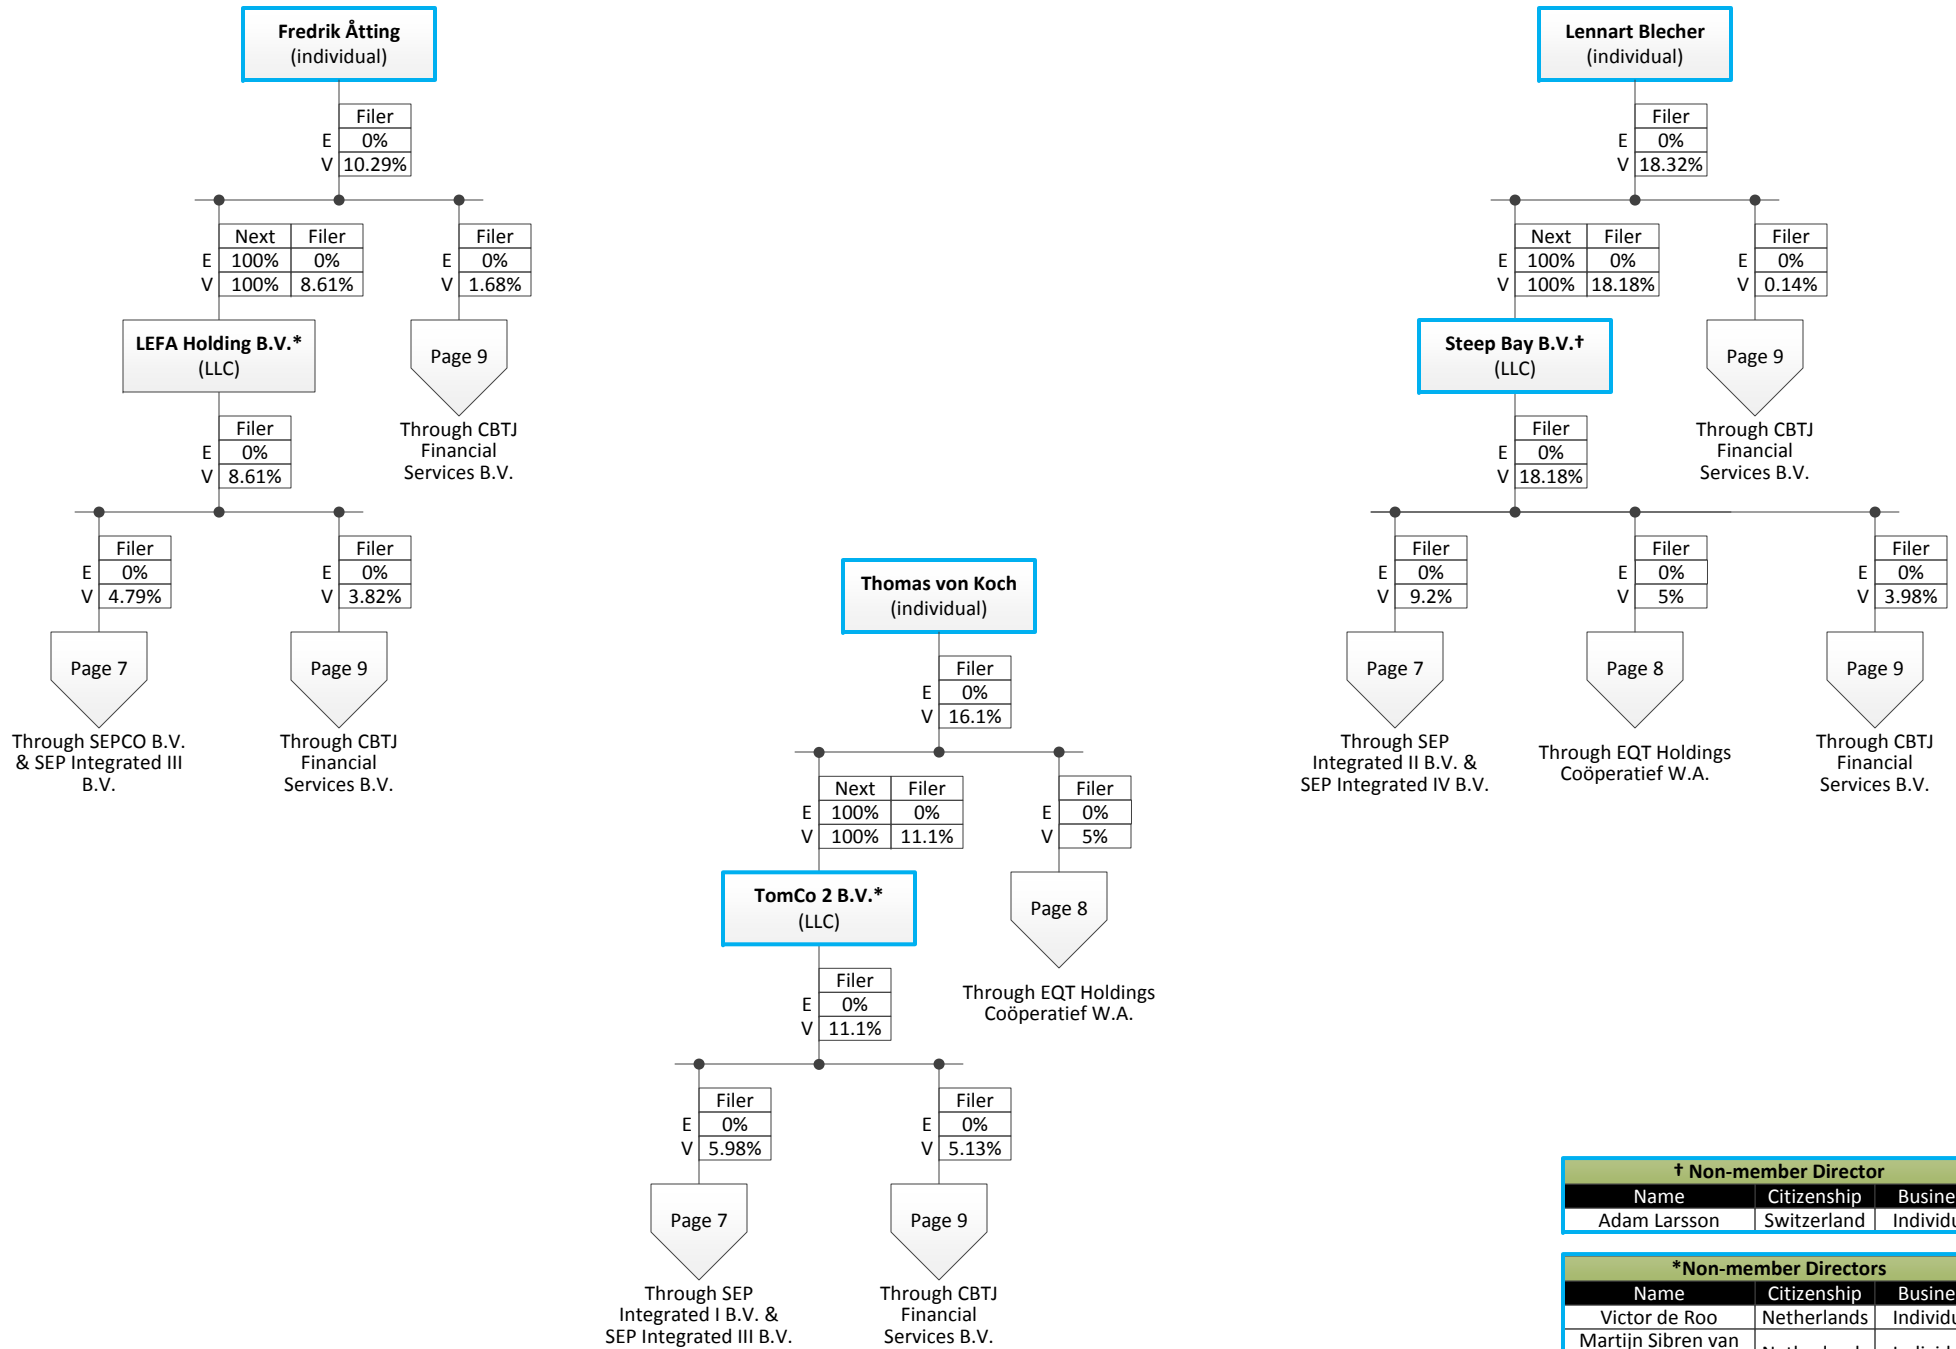 Fredrik Åtting
(individual)
Filer
E 0%
V 10.29%
Next Filer
E 100% 0%
V 100% 8.61%
Filer
E 0%
V 1.68%
LEFA Holding B.V.*
(LLC)
Page 9
Through CBTJ
Financial
Services B.V.
Filer
E 0%
V 8.61%
Filer
E 0%
V 4.79%
Filer
E 0%
V 3.82%
Page 7
Page 9
Through SEPCO B.V.
& SEP Integrated III
B.V.
Through CBTJ
Financial
Services B.V.
Thomas von Koch
(individual)
Filer
E 0%
V 16.1%
Next Filer
E 100% 0%
V 100% 11.1%
Filer
E 0%
V 5%
TomCo 2 B.V.*
(LLC)
Page 8
Through EQT Holdings
Coöperatief W.A.
Filer
E 0%
V 11.1%
Filer
E 0%
V 5.98%
Filer
E 0%
V 5.13%
Page 7
Page 9
Through SEP
Integrated I B.V. &
SEP Integrated III B.V.
Through CBTJ
Financial
Services B.V.
Lennart Blecher
(individual)
Filer
E 0%
V 18.32%
Next Filer
E 100% 0%
V 100% 18.18%
Filer
E 0%
V 0.14%
Steep Bay B.V.†
(LLC)
Page 9
Through CBTJ
Financial
Services B.V.
Filer
E 0%
V 18.18%
Filer
E 0%
V 9.2%
Filer
E 0%
V 5%
Filer
E 0%
V 3.98%
Page 7
Page 8
Page 9
Through SEP
Integrated II B.V. &
SEP Integrated IV B.V.
Through EQT Holdings
Coöperatief W.A.
Through CBTJ
Financial
Services B.V.
† Non-member Director
Name Citizenship
Adam Larsson Switzerland
*Non-member Directors
Name Citizenship
Victor de Roo Netherlands
Martijn Sibren van